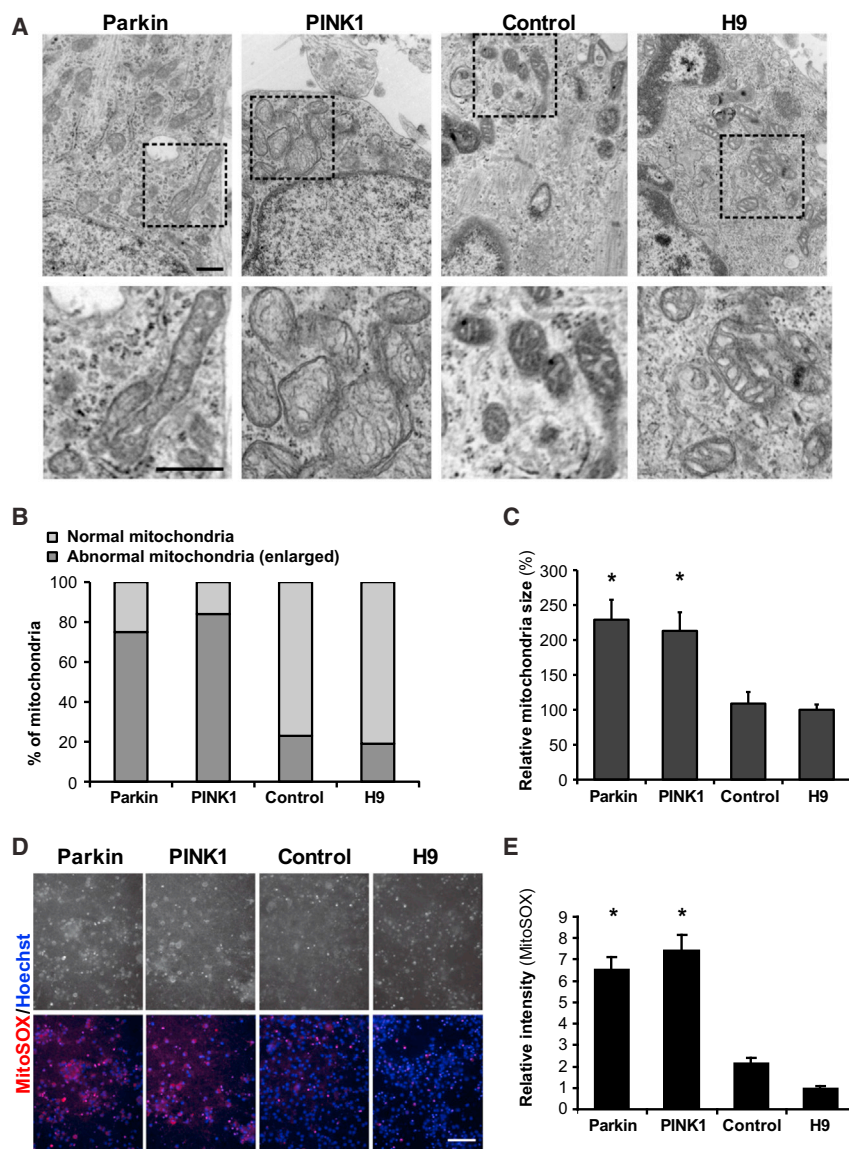 A
Parkin PINK1 Control H9
B
Normal mitochondria
Abnormal mitochondria (enlarged)
% of mitochondria
100
80
60
40
20
0
Parkin PINK1 Control H9
C
Relative mitochondria size (%)
300
250
200
150
100
50
0
* *
Parkin PINK1 Control H9
D
Parkin PINK1 Control H9
MitoSOX/Hoechst
E
Relative intensity (MitoSOX)
9
8
7
6
5
4
3
2
1
0
* *
Parkin PINK1 Control H9